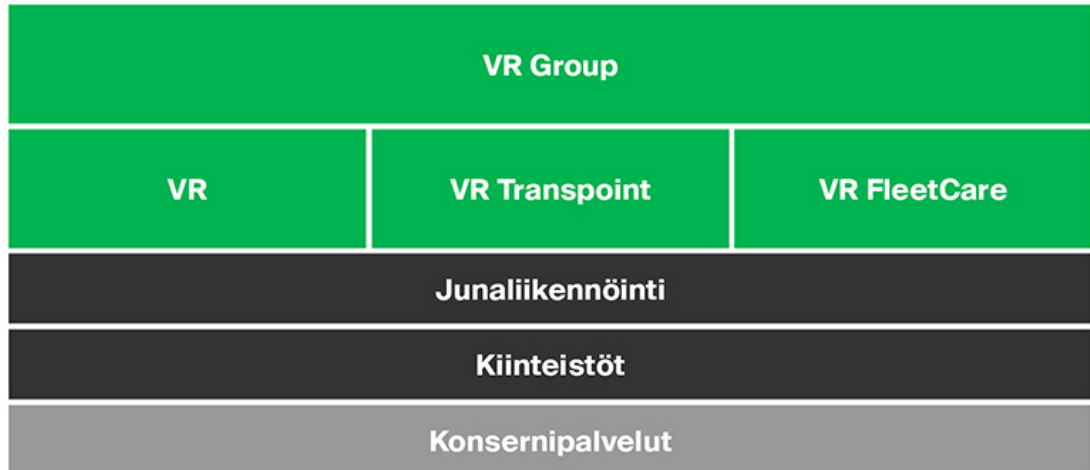 VR Group
VR
VR Transpoint
VR FleetCare
Junaliikennöinti
Kiinteistöt
Konsernipalvelut